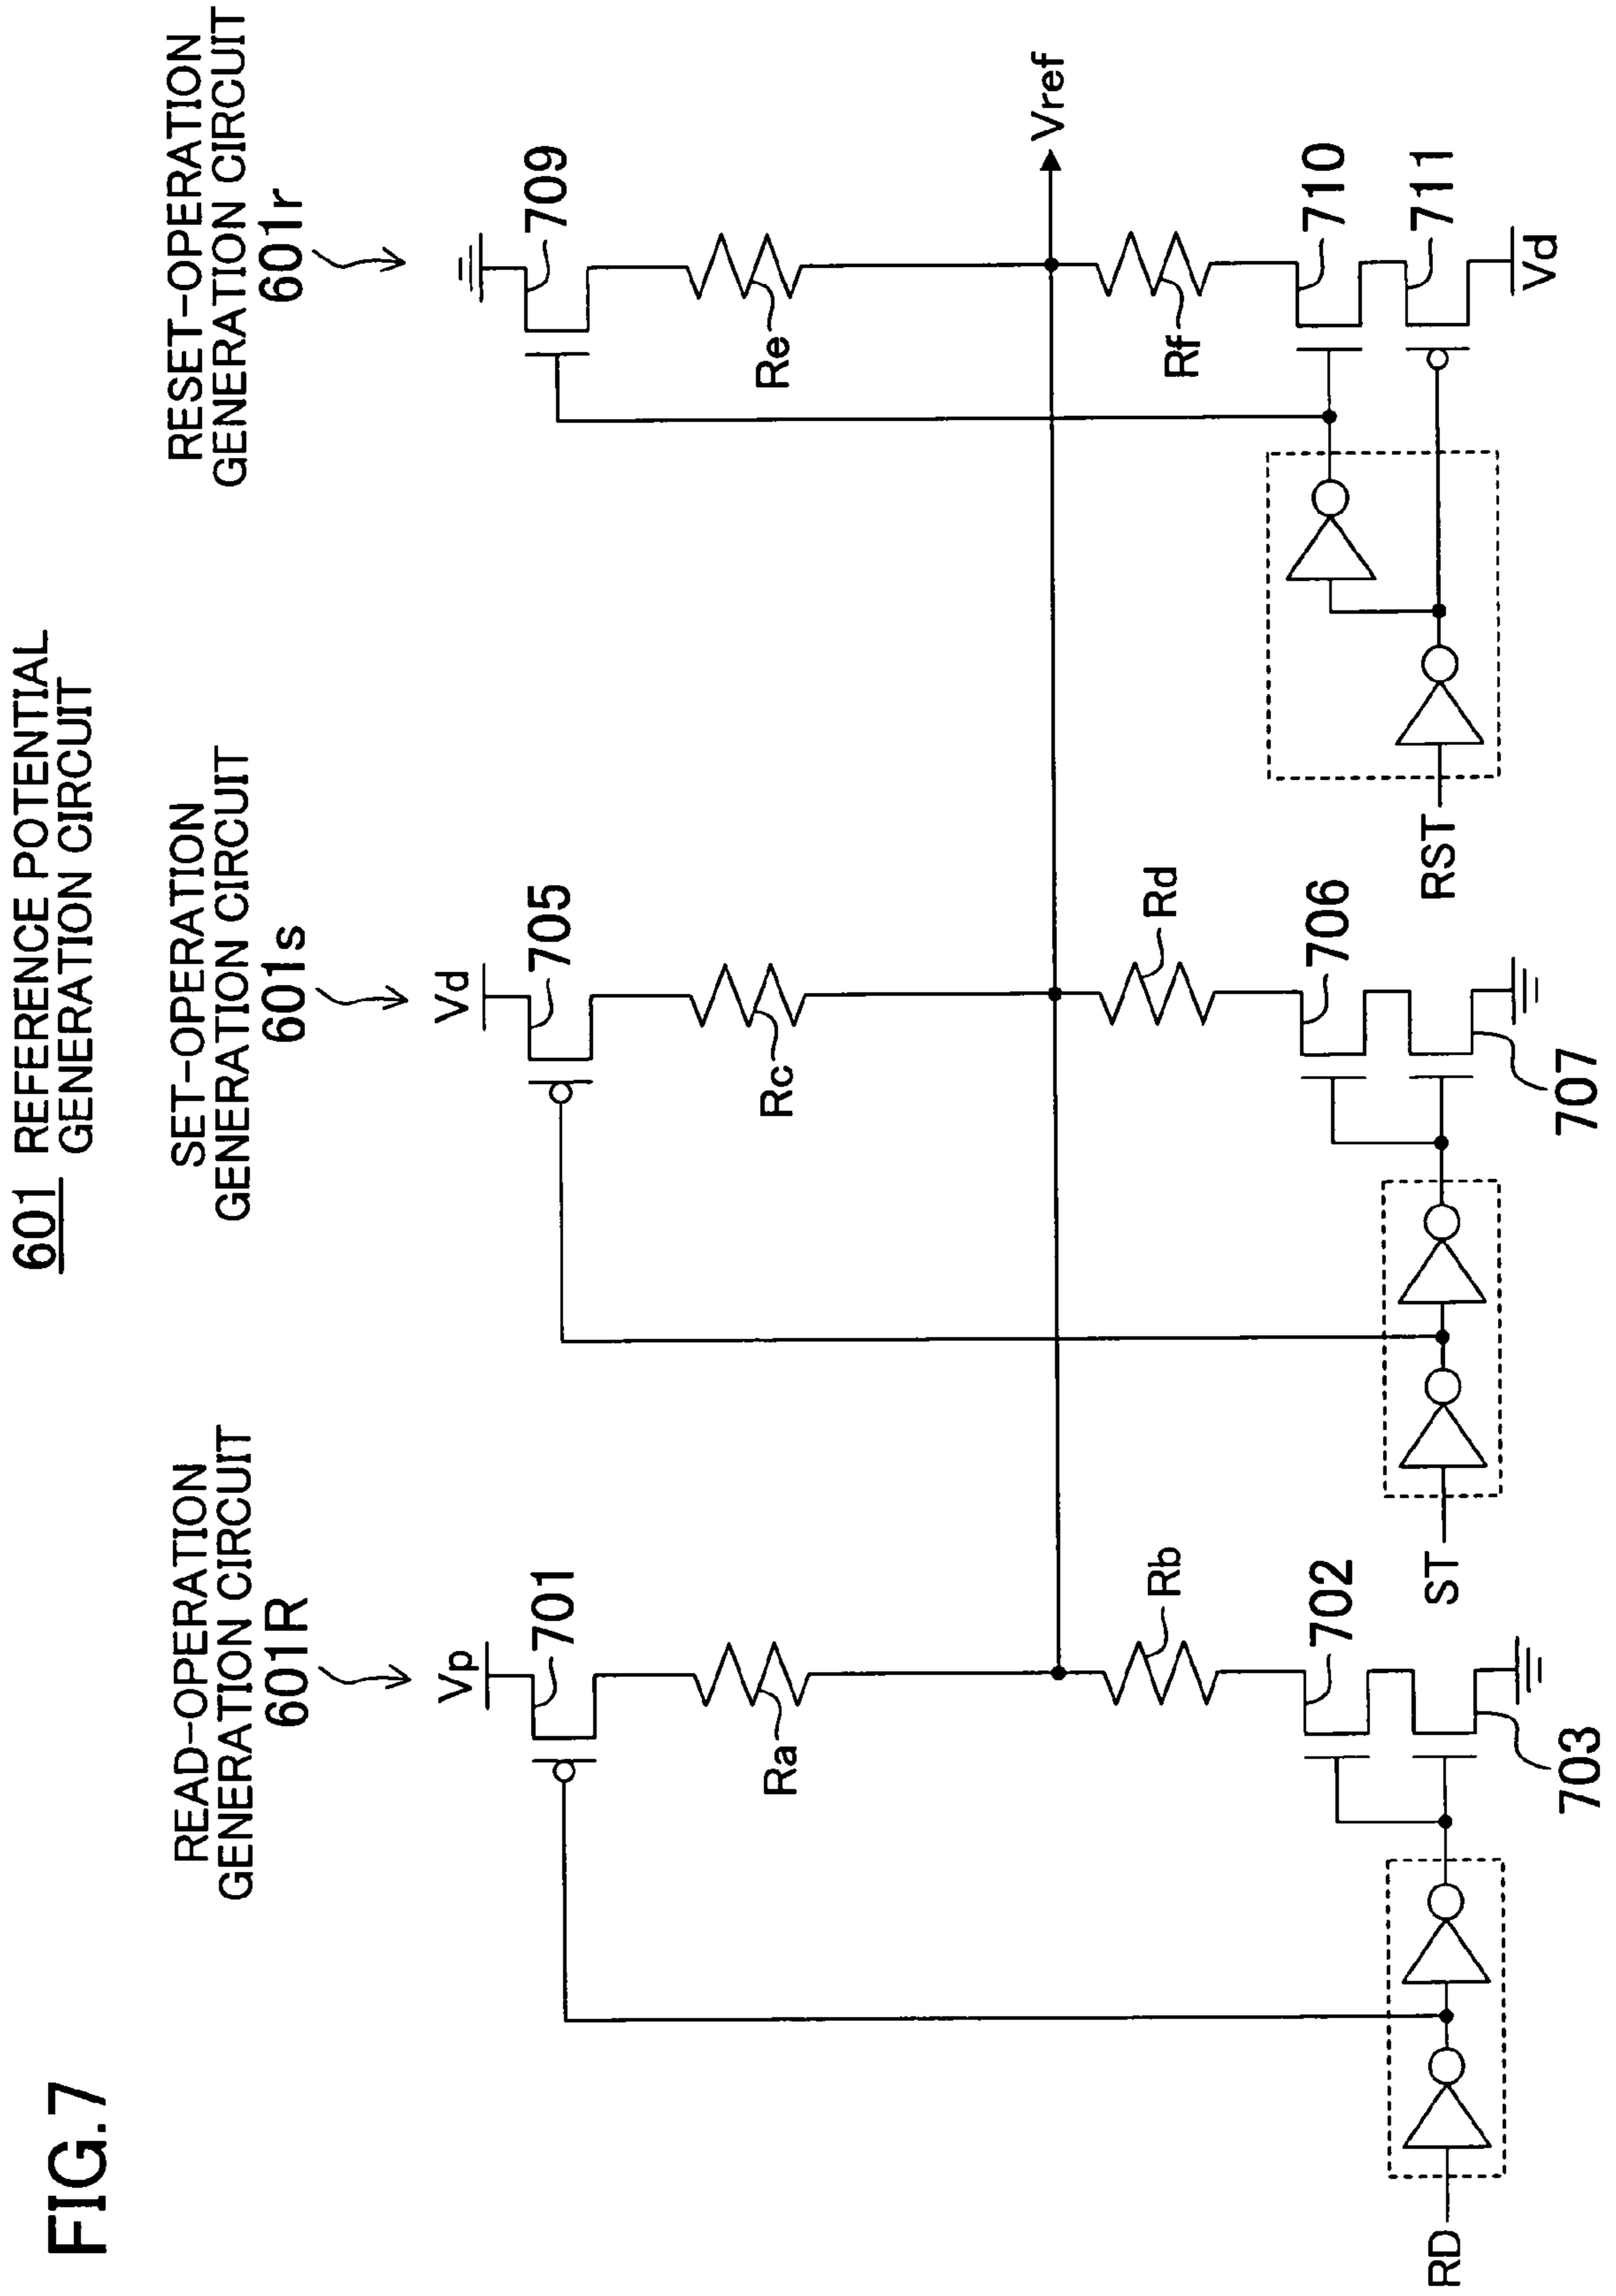 FIG.7
601 REFERENCE POTENTIAL
GENERATION CIRCUIT
READ-OPERATION
GENERATION CIRCUIT
601R
SET-OPERATION
GENERATION CIRCUIT
601s
RESET-OPERATION
GENERATION CIRCUIT
601r
Vp
701
Ra
Rb
702
703
RD
Vd
705
Rc
Rd
706
707
ST
709
Re
Vref
Rf
710
711
Vd
RST